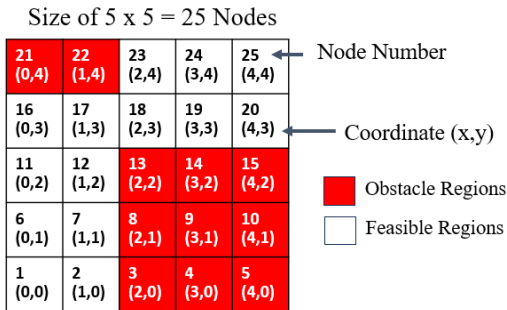 Size of 5 x 5 = 25 Nodes
21 22 23 24 25
(0,4) (1,4) (2,4) (3,4) (4,4)
Node Number
16 17 18 19 20
(0,3) (1,3) (2,3) (3,3) (4,3)
Coordinate (x,y)
11 12 13 14 15
(0,2) (1,2) (2,2) (3,2) (4,2)
Obstacle Regions
6 7 8 9 10
(0,1) (1,1) (2,1) (3,1) (4,1)
Feasible Regions
1 2 3 4 5
(0,0) (1,0) (2,0) (3,0) (4,0)